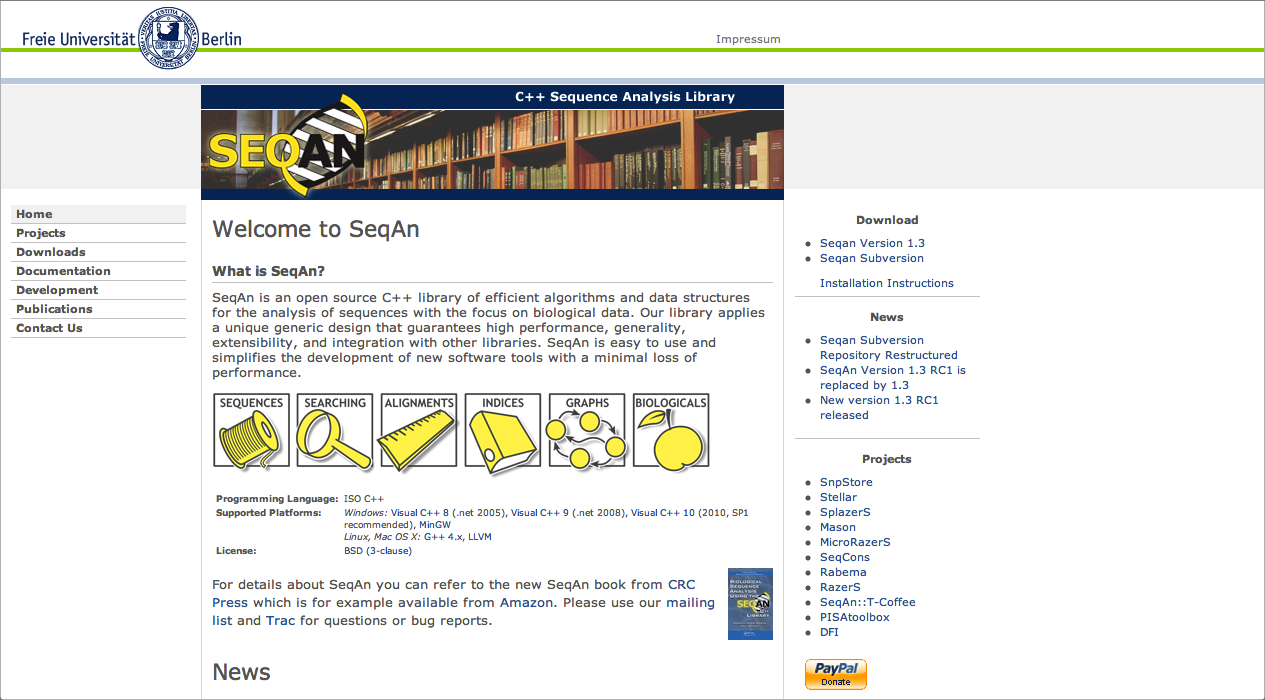 Freie Universität Berlin
Impressum
C++ Sequence Analysis Library
SEQAN
Home
Projects
Downloads
Documentation
Development
Publications
Contact Us
Welcome to SeqAn
What is SeqAn?
SeqAn is an open source C++ library of efficient algorithms and data structures
for the analysis of sequences with the focus on biological data. Our library applies
a unique generic design that guarantees high performance, generality,
extensibility, and integration with other libraries. SeqAn is easy to use and
simplifies the development of new software tools with a minimal loss of
performance.
SEQUENCES SEARCHING ALIGNMENTS INDICES GRAPHS BIOLOGICALS
Programming Language: ISO C++
Supported Platforms: Windows: Visual C++ 8 (.net 2005), Visual C++ 9 (.net 2008), Visual C++ 10 (2010, SP1
recommended), MinGW
Linux, Mac OS X: G++ 4.x, LLVM
License: BSD (3-clause)
For details about SeqAn you can refer to the new SeqAn book from CRC
Press which is for example available from Amazon. Please use our mailing
list and Trac for questions or bug reports.
BIOLOGICAL
SEQUENCE
ANALYSIS
USING THE
SEQAN
LIBRARY
News
Download
Seqan Version 1.3
Seqan Subversion
Installation Instructions
News
Seqan Subversion
Repository Restructured
SeqAn Version 1.3 RC1 is
replaced by 1.3
New version 1.3 RC1
released
Projects
SnpStore
Stellar
SplazerS
Mason
MicroRazerS
SeqCons
Rabema
RazerS
SeqAn::T-Coffee
PISAtoolbox
DFI
PayPal
Donate